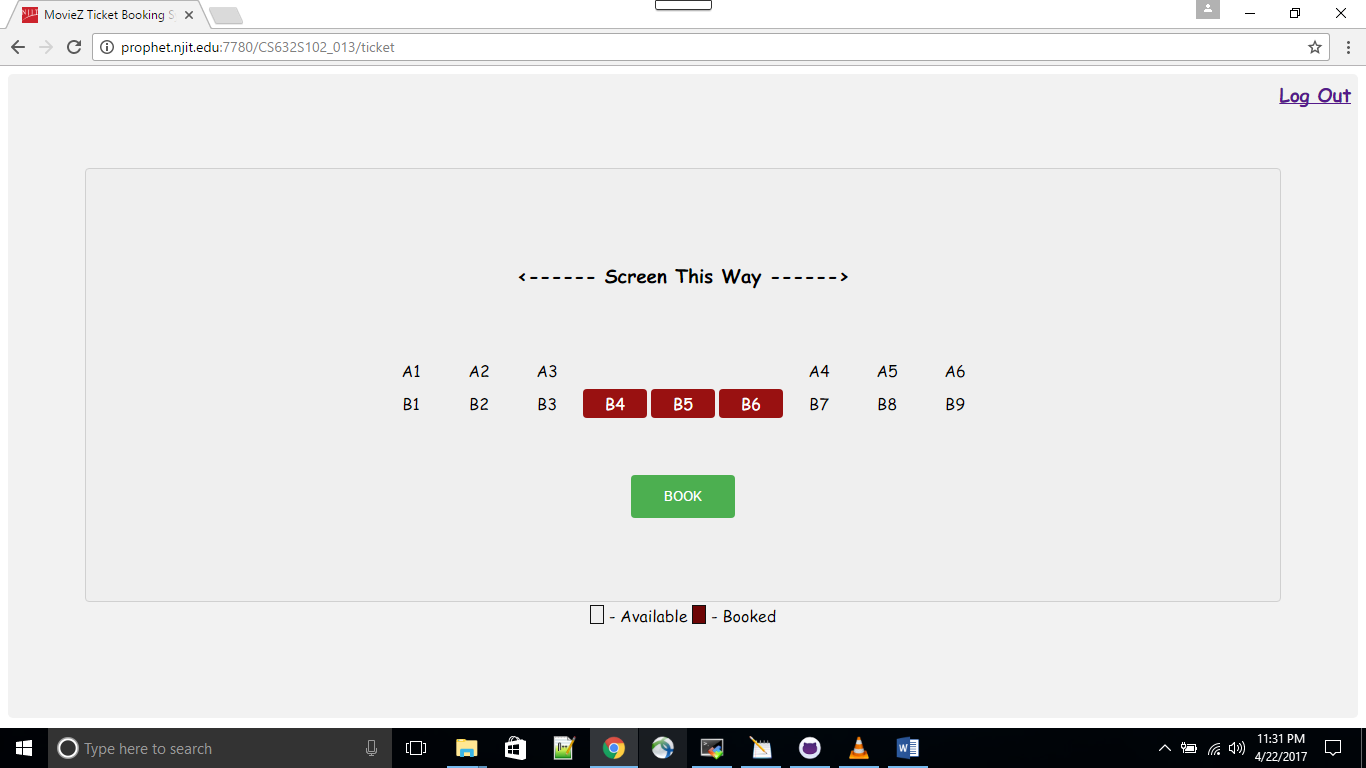 MovieZ Ticket Booking S
prophet.njit.edu:7780/CS632S102_013/ticket
Log Out
<------ Screen This Way ------>
A1 A2 A3 A4 A5 A6
B1 B2 B3 B4 B5 B6 B7 B8 B9
BOOK
- Available - Booked
Type here to search
11:31 PM
4/22/2017